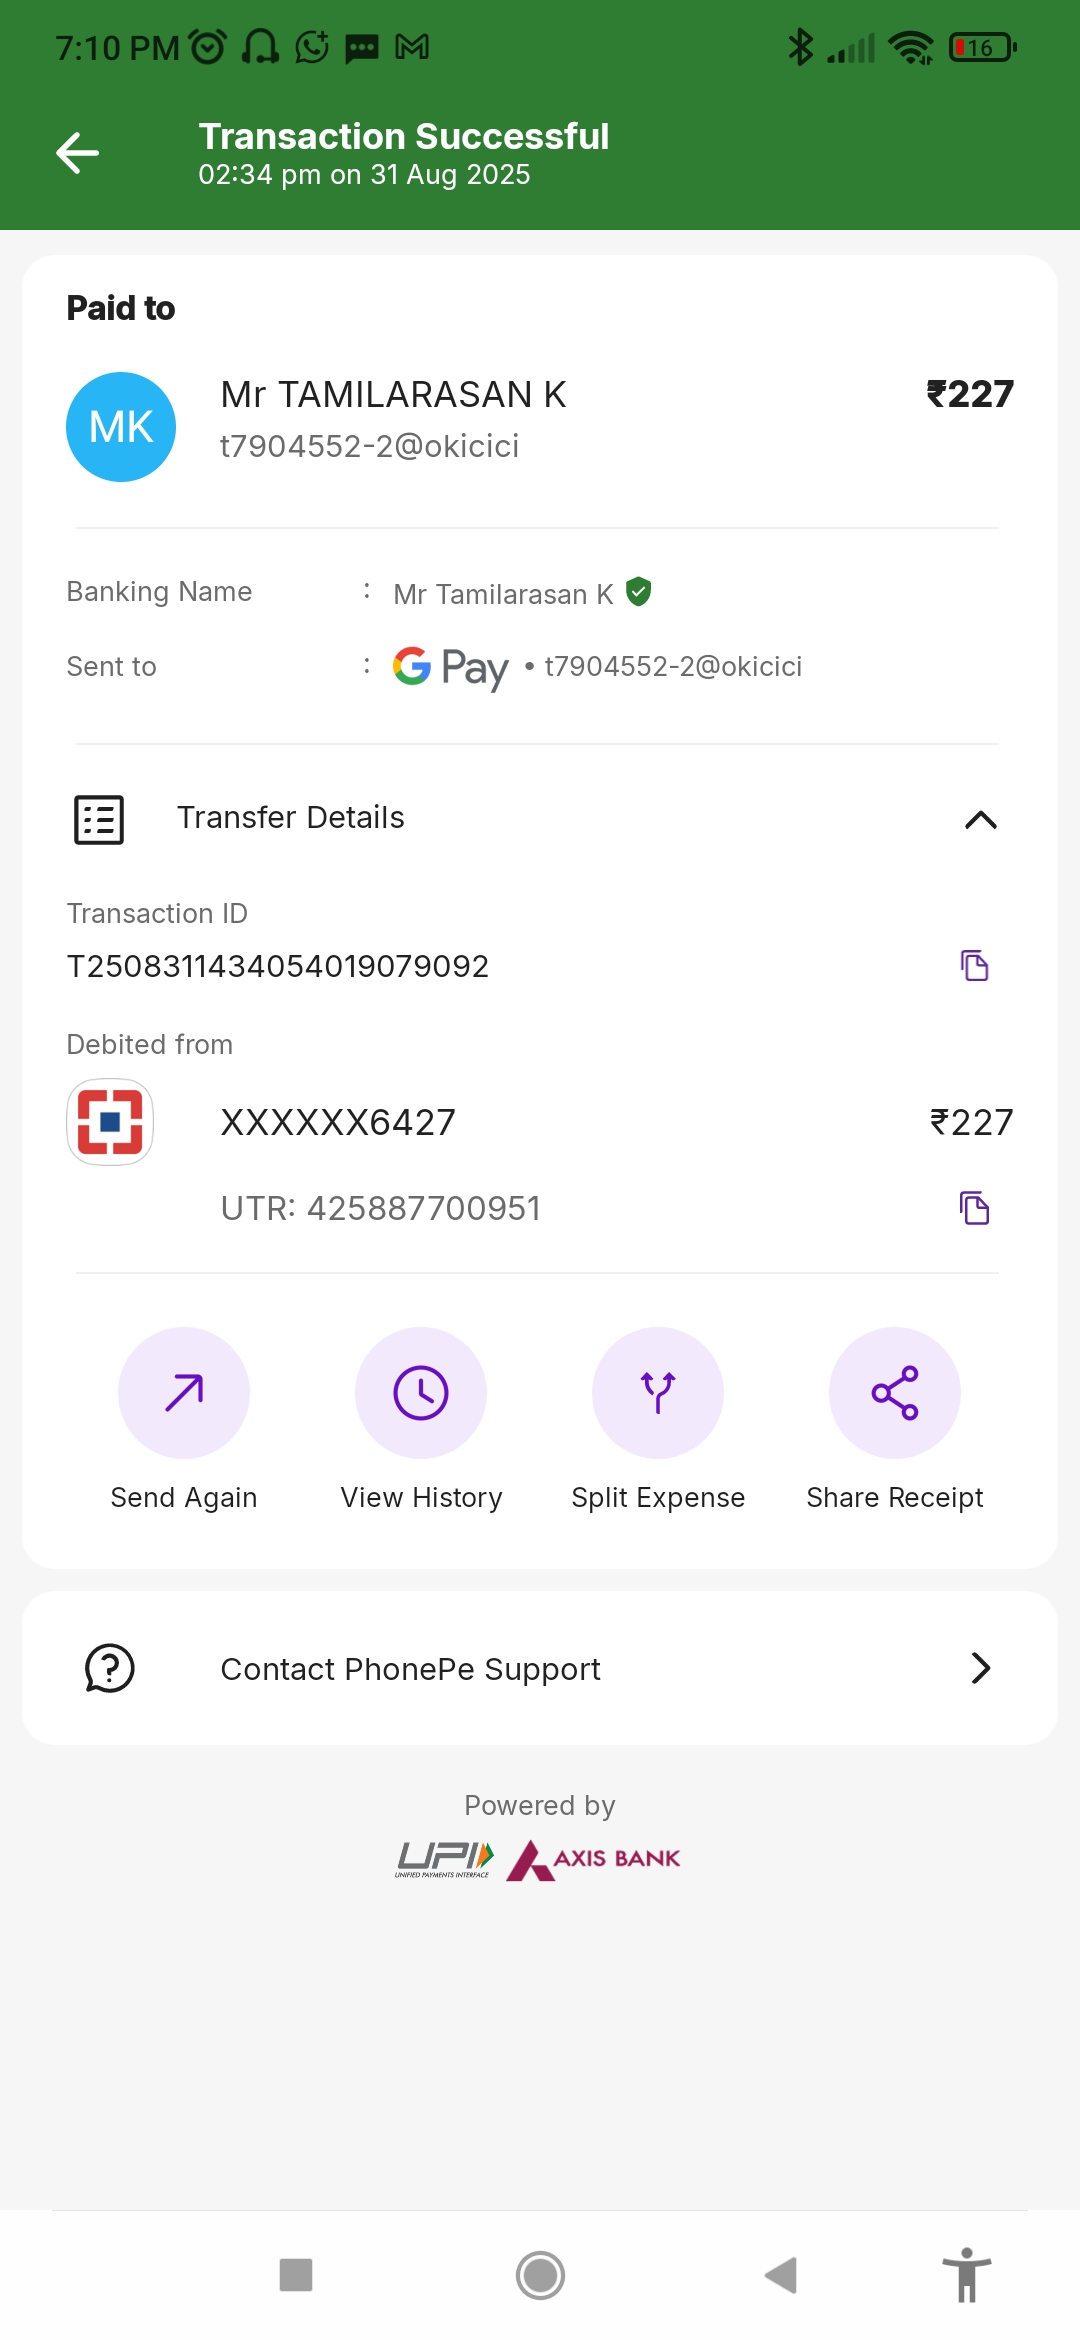 7:10 PM
16
Transaction Successful
02:34 pm on 31 Aug 2025
Paid to
MK
Mr TAMILARASAN K
₹227
t7904552-2@okicici
Banking Name : Mr Tamilarasan K
Sent to : G Pay • t7904552-2@okicici
Transfer Details
Transaction ID
T2508311434054019079092
Debited from
XXXXXX6427
₹227
UTR: 425887700951
Send Again
View History
Split Expense
Share Receipt
Contact PhonePe Support
Powered by
UPI
UNIFIED PAYMENTS INTERFACE
AXIS BANK